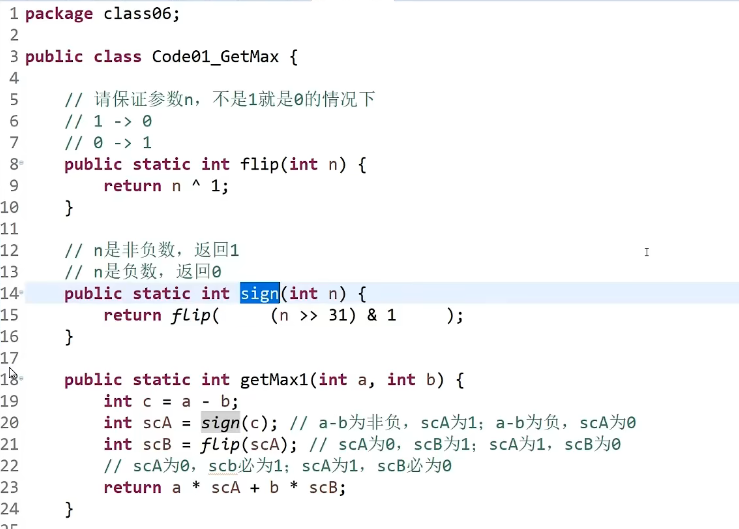 1 package class06;
2
3 public class Code01_GetMax {
4
5 // 请保证参数n，不是1就是0的情况下
6 // 1 -> 0
7 // 0 -> 1
8 public static int flip(int n) {
9 return n ^ 1;
10 }
11
12 // n是非负数，返回1
13 // n是负数，返回0
14 public static int sign(int n) {
15 return flip( (n >> 31) & 1 );
16 }
17
18 public static int getMax1(int a, int b) {
19 int c = a - b;
20 int scA = sign(c); // a-b为非负，scA为1；a-b为负，scA为0
21 int scB = flip(scA); // scA为0，scB为1；scA为1，scB为0
22 // scA为0，scb必为1；scA为1，scB必为0
23 return a * scA + b * scB;
24 }